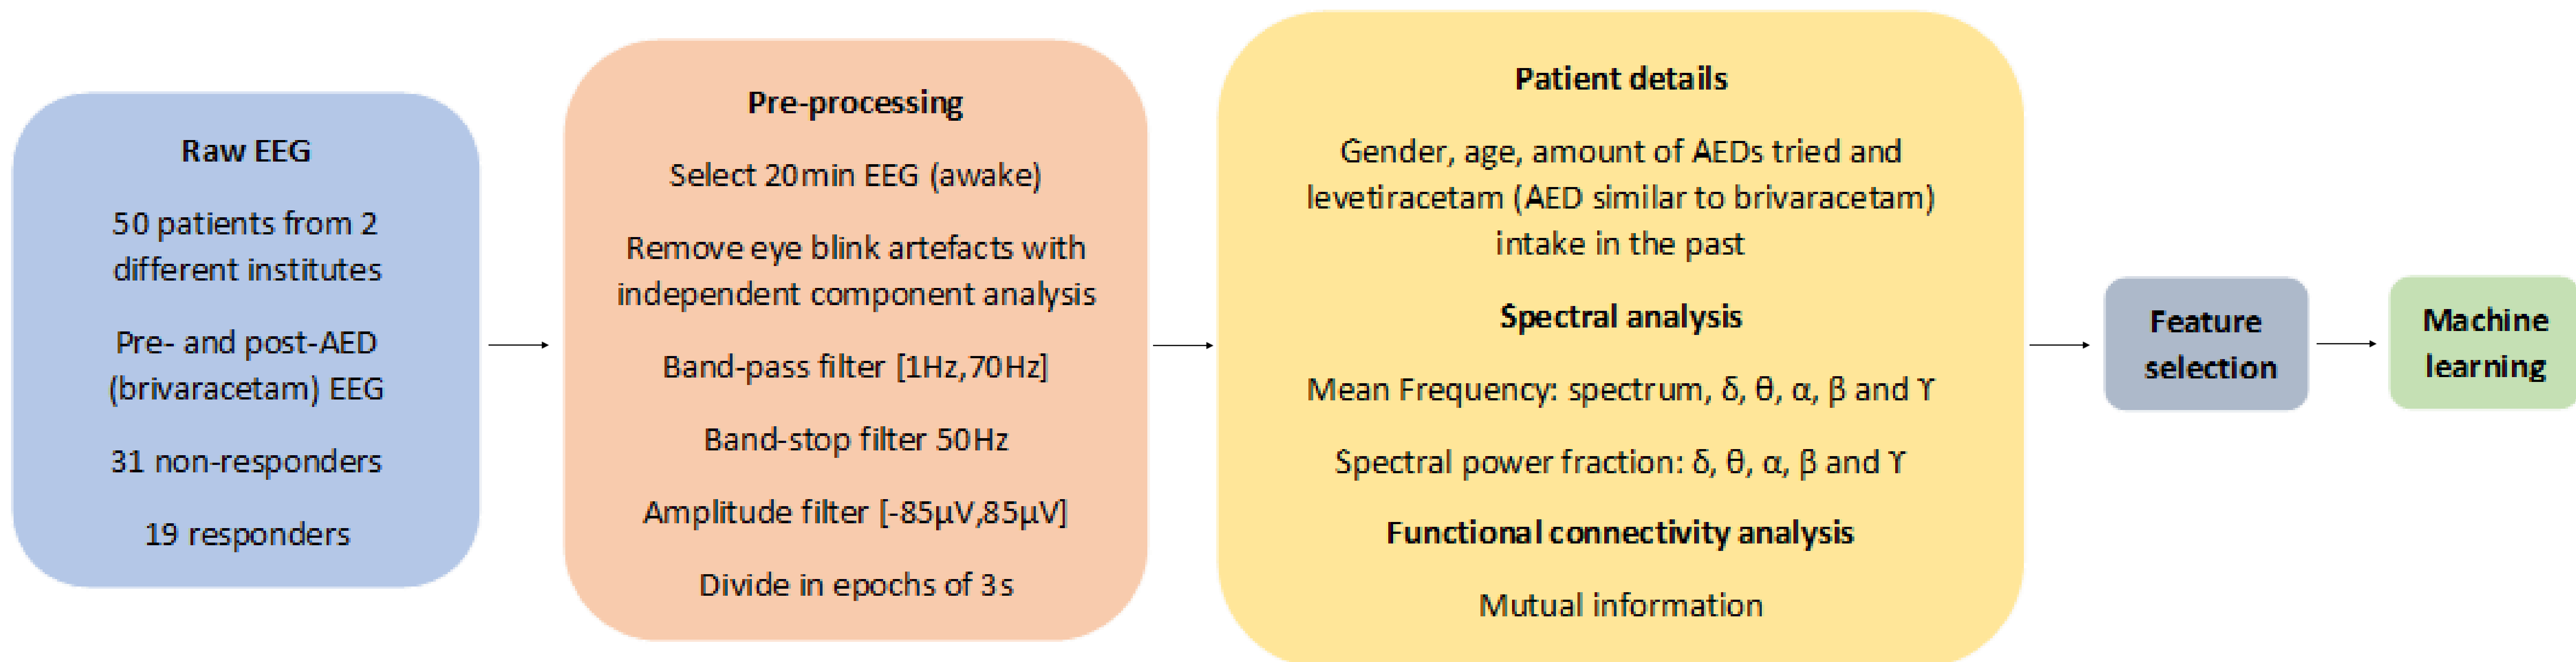 Raw EEG
50 patients from 2
different institutes
Pre- and post-AED
(brivaracetam) EEG
31 non-responders
19 responders
Pre-processing
Select 20min EEG (awake)
Remove eye blink artefacts with
independent component analysis
Band-pass filter [1Hz,70Hz]
Band-stop filter 50Hz
Amplitude filter [-85μV,85μV]
Divide in epochs of 3s
Patient details
Gender, age, amount of AEDs tried and
levetiracetam (AED similar to brivaracetam)
intake in the past
Spectral analysis
Mean Frequency: spectrum, δ, θ, α, β and ϒ
Spectral power fraction: δ, θ, α, β and ϒ
Functional connectivity analysis
Mutual information
Feature
selection
Machine
learning